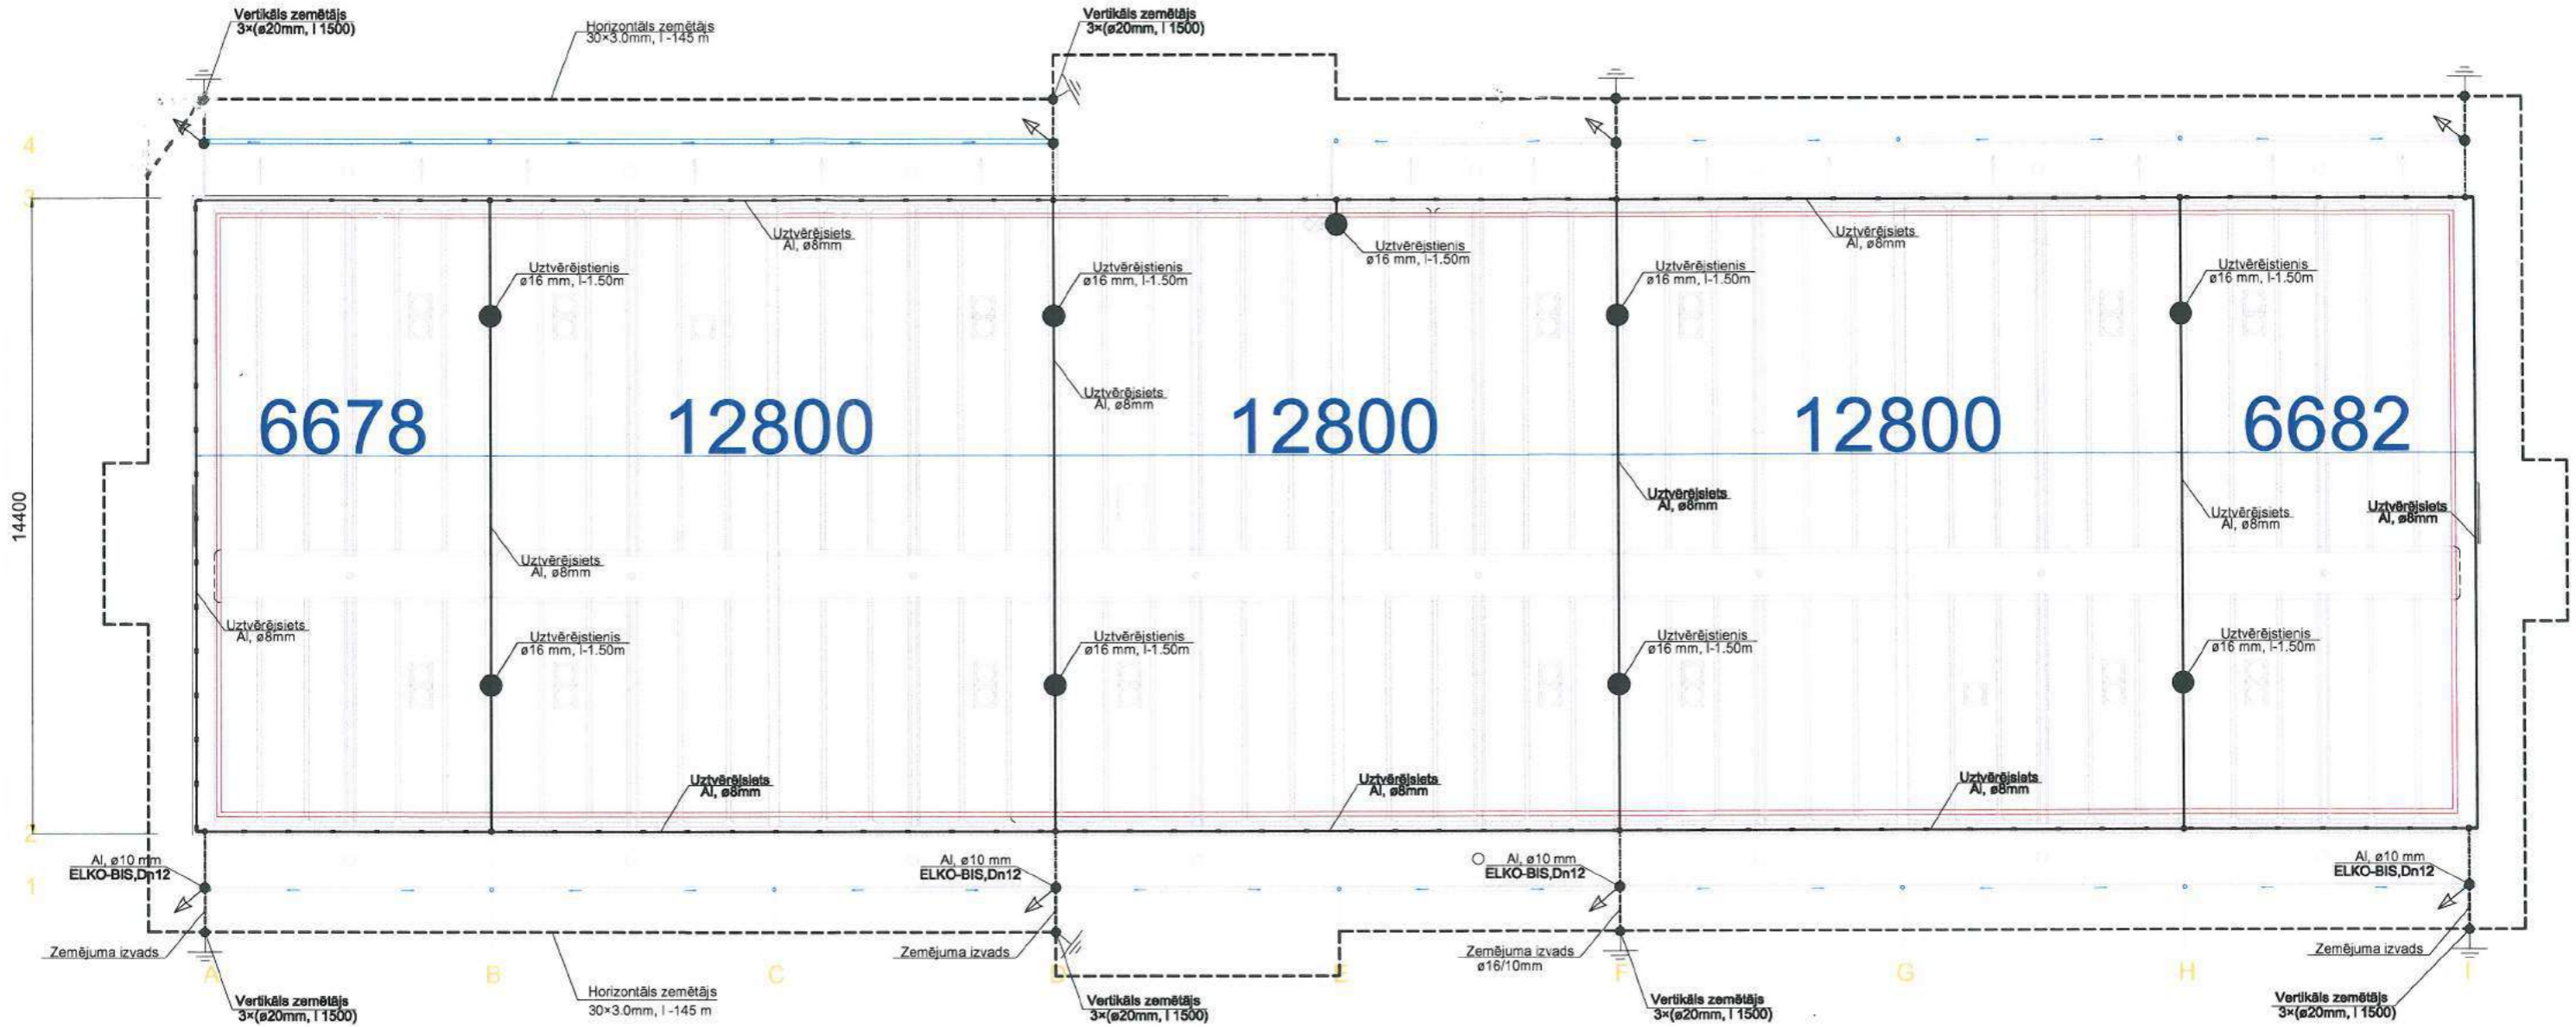 Vertikāls zemētājs
3×(ø20mm, l 1500)
Horizontāls zemētājs
30×3.0mm, l -145 m
Vertikāls zemētājs
3×(ø20mm, l 1500)
4
3
Uztvērējsiets
Al, ø8mm
Uztvērējstienis
ø16 mm, l-1.50m
Uztvērējsiets
Al, ø8mm
Uztvērējstienis
ø16 mm, l-1.50m
Uztvērējstienis
ø16 mm, l-1.50m
Uztvērējstienis
ø16 mm, l-1.50m
Uztvērējstienis
ø16 mm, l-1.50m
6678
12800
12800
12800
6682
Uztvērējsiets
Al, ø8mm
Uztvērējsiets
Al, ø8mm
Uztvērējsiets
Al, ø8mm
Uztvērējsiets
Al, ø8mm
14400
Uztvērējsiets
Al, ø8mm
Uztvērējsiets
Al, ø8mm
Uztvērējstienis
ø16 mm, l-1.50m
Uztvērējstienis
ø16 mm, l-1.50m
Uztvērējstienis
ø16 mm, l-1.50m
Uztvērējstienis
ø16 mm, l-1.50m
Uztvērējsiets
Al, ø8mm
Uztvērējsiets
Al, ø8mm
Uztvērējsiets
Al, ø8mm
2
1
Al, ø10 mm
ELKO-BIS,Dn12
Al, ø10 mm
ELKO-BIS,Dn12
Al, ø10 mm
ELKO-BIS,Dn12
Al, ø10 mm
ELKO-BIS,Dn12
Zemējuma izvads
Zemējuma izvads
Zemējuma izvads
ø16/10mm
Zemējuma izvads
A
B
C
D
E
F
G
H
I
Vertikāls zemētājs
3×(ø20mm, l 1500)
Horizontāls zemētājs
30×3.0mm, l -145 m
Vertikāls zemētājs
3×(ø20mm, l 1500)
Vertikāls zemētājs
3×(ø20mm, l 1500)
Vertikāls zemētājs
3×(ø20mm, l 1500)